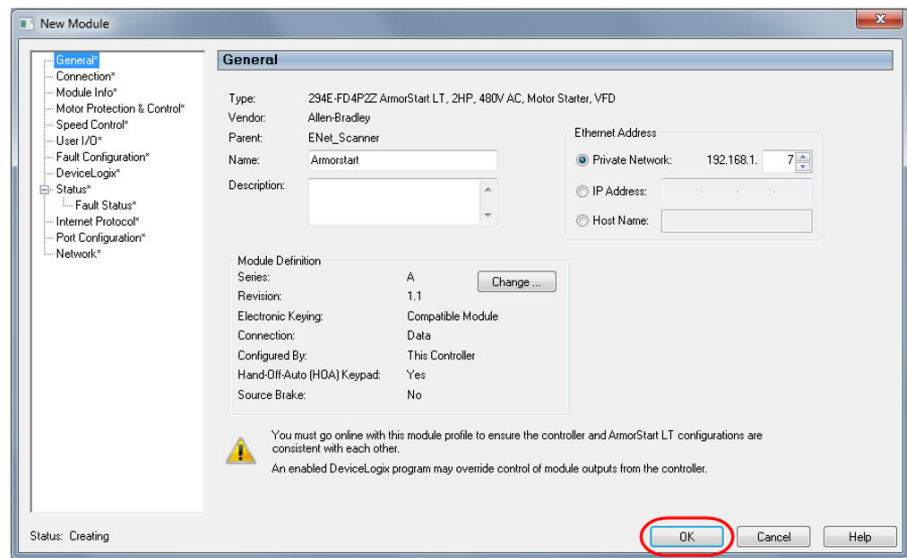 New Module
General*
Connection*
Module Info*
Motor Protection & Control*
Speed Control*
User I/O*
Fault Configuration*
DeviceLogix*
Status*
Fault Status*
Internet Protocol*
Port Configuration*
Network*
General
Type: 294E-FD4P2Z ArmorStart LT, 2HP, 480V AC, Motor Starter, VFD
Vendor: Allen-Bradley
Parent: ENet_Scanner
Name: Armorstart
Description:
Ethernet Address
Private Network: 192.168.1. 7
IP Address: . . .
Host Name:
Module Definition
Series: A
Change ...
Revision: 1.1
Electronic Keying: Compatible Module
Connection: Data
Configured By: This Controller
Hand-Off-Auto (HOA) Keypad: Yes
Source Brake: No
You must go online with this module profile to ensure the controller and ArmorStart LT configurations are
consistent with each other.
An enabled DeviceLogix program may override control of module outputs from the controller.
Status: Creating
OK Cancel Help